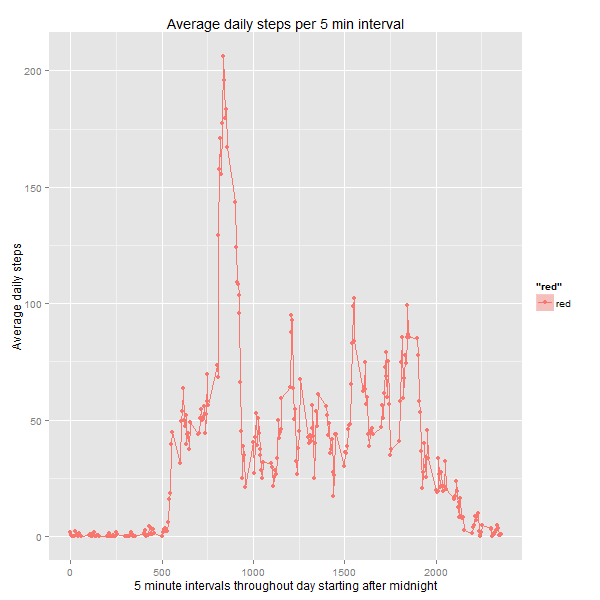 Average daily steps per 5 min interval
Average daily steps
200
150
100
50
0
0 500 1000 1500 2000
5 minute intervals throughout day starting after midnight
"red"
red